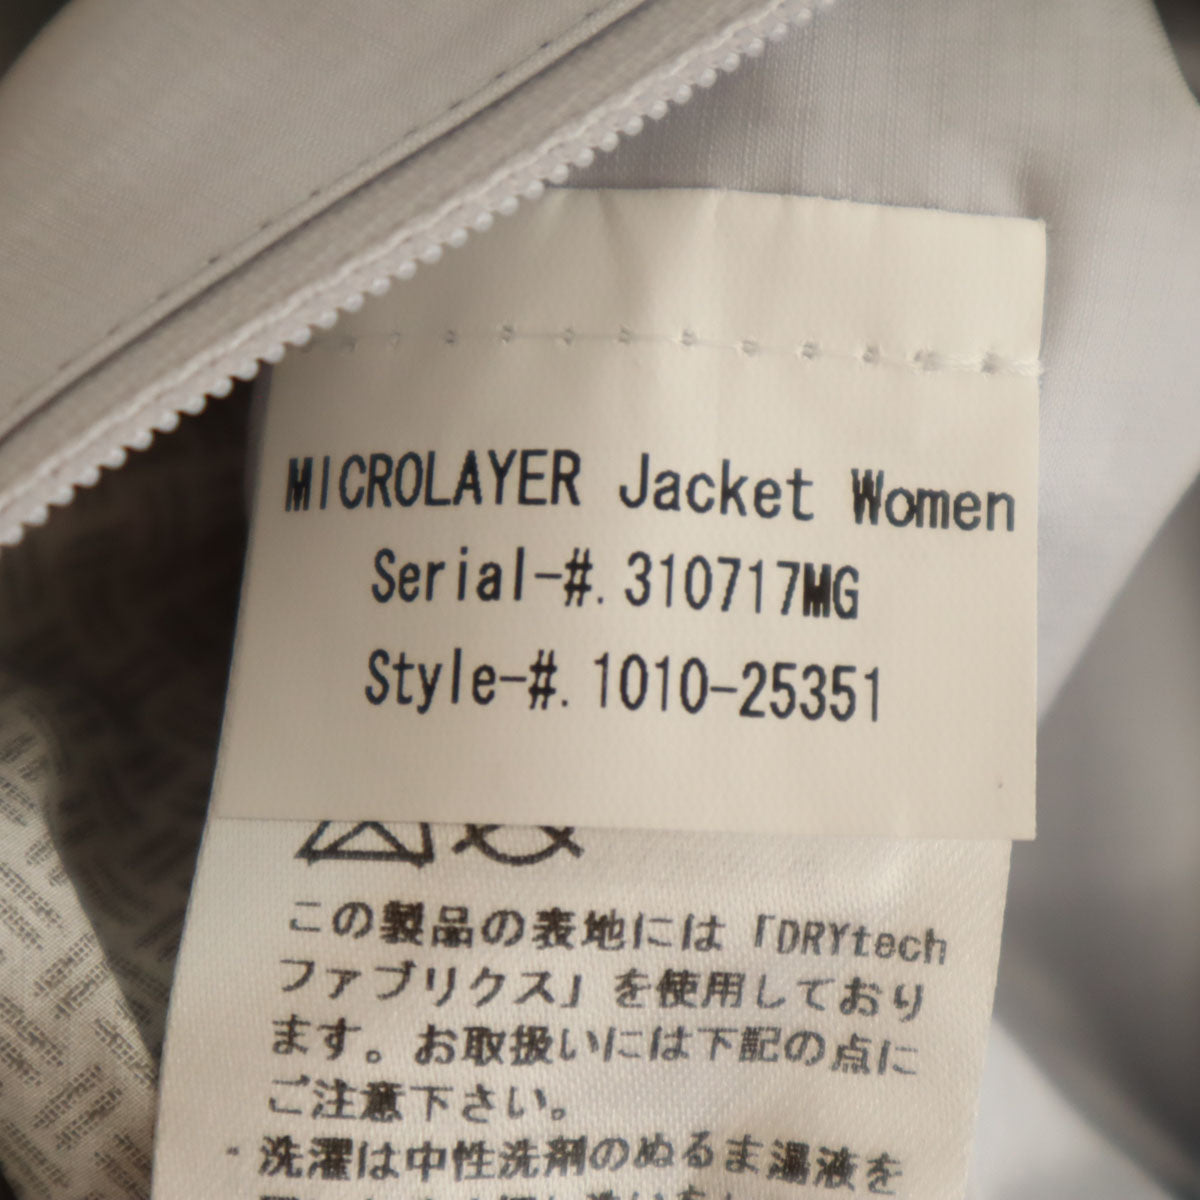 MICROLAYER Jacket Women
Serial-#. 310717MG
Style-#. 1010-25351
この製品の表地には「DRYtech
ファブリクス」を使用しており
ます。お取扱いには下記の点に
ご注意下さい。
・洗濯は中性洗剤のぬるま湯液を